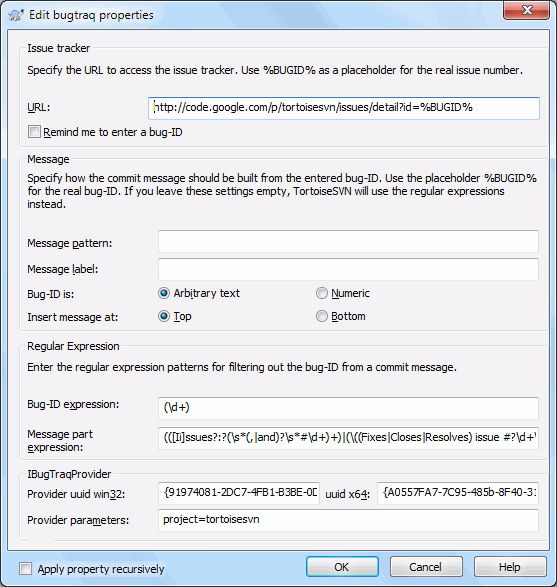 Edit bugtraq properties
Issue tracker
Specify the URL to access the issue tracker. Use %BUGID% as a placeholder for the real issue number.
URL: http://code.google.com/p/tortoisesvn/issues/detail?id=%BUGID%
Remind me to enter a bug-ID
Message
Specify how the commit message should be built from the entered bug-ID. Use the placeholder %BUGID%
for the real bug-ID. If you leave these settings empty, TortoiseSVN will use the regular expressions
instead.
Message pattern:
Message label:
Bug-ID is: Arbitrary text Numeric
Insert message at: Top Bottom
Regular Expression
Enter the regular expression patterns for filtering out the bug-ID from a commit message.
Bug-ID expression: (\d+)
Message part
expression: (([Ii]ssues?:?(\s*(,|and)?\s*#\d+)+)|(\((Fixes|Closes|Resolves) issue #?\d+\
IBugTraqProvider
Provider uuid win32: {91974081-2DC7-4FB1-B3BE-0D uuid x64: {A0557FA7-7C95-485b-8F40-31
Provider parameters: project=tortoisesvn
Apply property recursively OK Cancel Help